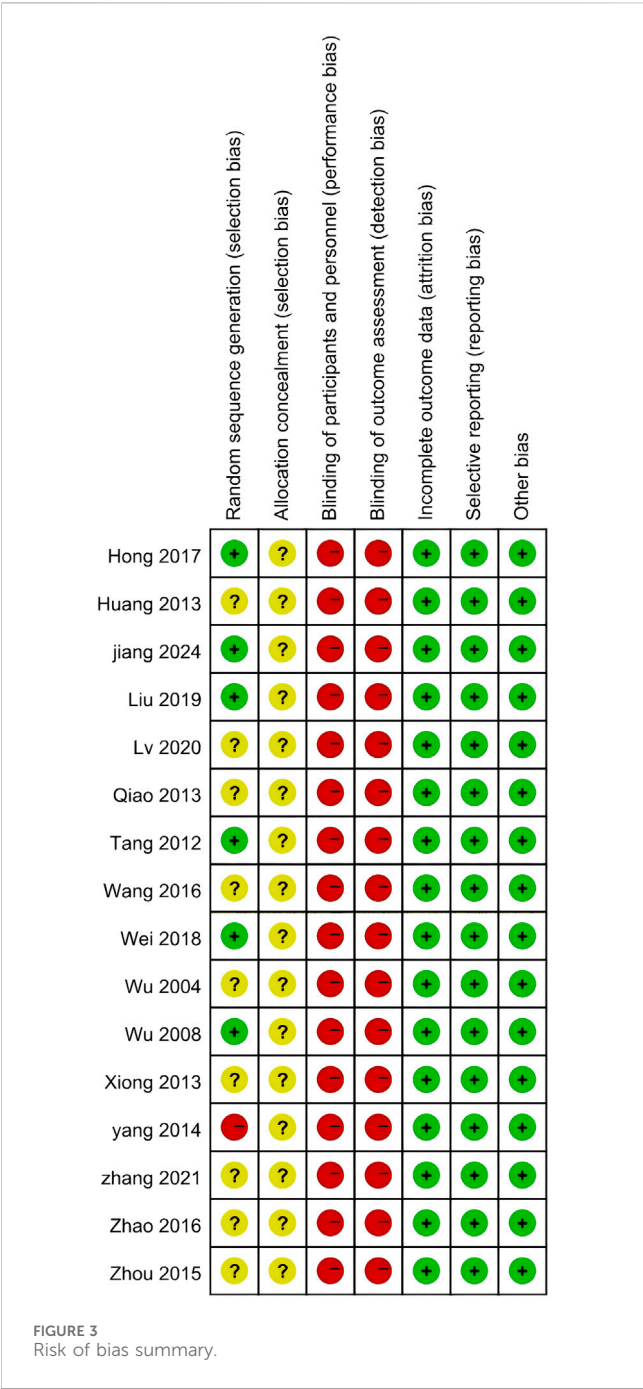 Random sequence generation (selection bias)
Allocation concealment (selection bias)
Blinding of participants and personnel (performance bias)
Blinding of outcome assessment (detection bias)
Incomplete outcome data (attrition bias)
Selective reporting (reporting bias)
Other bias
Hong 2017 + ? – – + + +
Huang 2013 ? ? – – + + +
jiang 2024 + ? – – + + +
Liu 2019 + ? – – + + +
Lv 2020 ? ? – – + + +
Qiao 2013 ? ? – – + + +
Tang 2012 + ? – – + + +
Wang 2016 ? ? – – + + +
Wei 2018 + ? – – + + +
Wu 2004 ? ? – – + + +
Wu 2008 + ? – – + + +
Xiong 2013 ? ? – – + + +
yang 2014 – ? – – + + +
zhang 2021 ? ? – – + + +
Zhao 2016 ? ? – – + + +
Zhou 2015 ? ? – – + + +
FIGURE 3
Risk of bias summary.